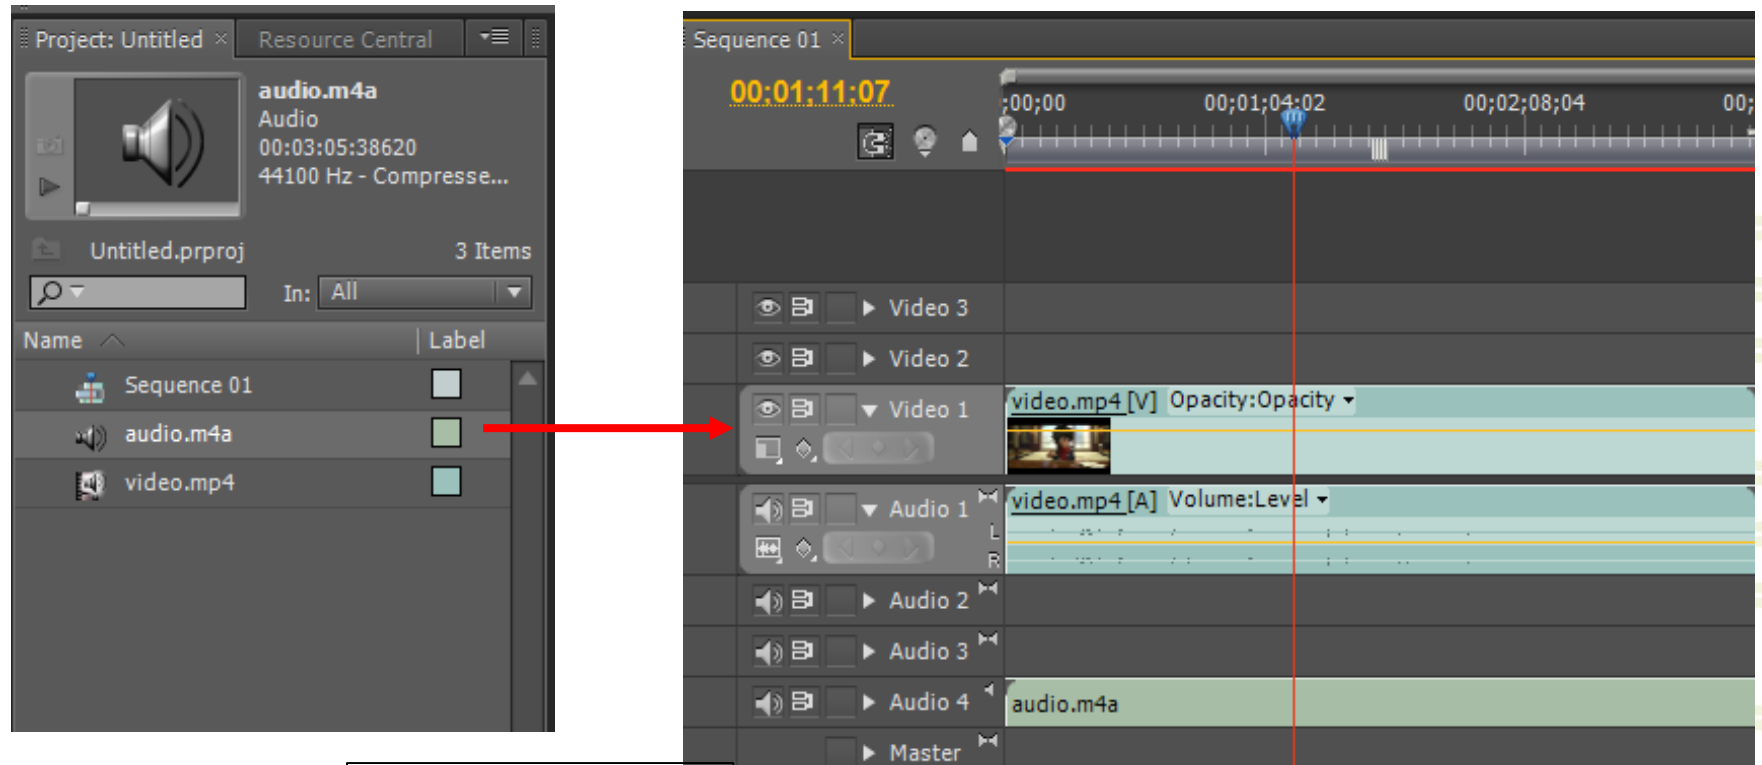 Project: Untitled ×
Resource Central
audio.m4a
Audio
00:03:05:38620
44100 Hz - Compresse...
Untitled.prproj
3 Items
In: All
Name
Label
Sequence 01
audio.m4a
video.mp4
Sequence 01 ×
00;01;11;07
;00;00
00;01;04;02
00;02;08;04
00;
Video 3
Video 2
Video 1
video.mp4 [V] Opacity:Opacity
Audio 1
video.mp4 [A] Volume:Level
L
R
Audio 2
Audio 3
Audio 4
audio.m4a
Master